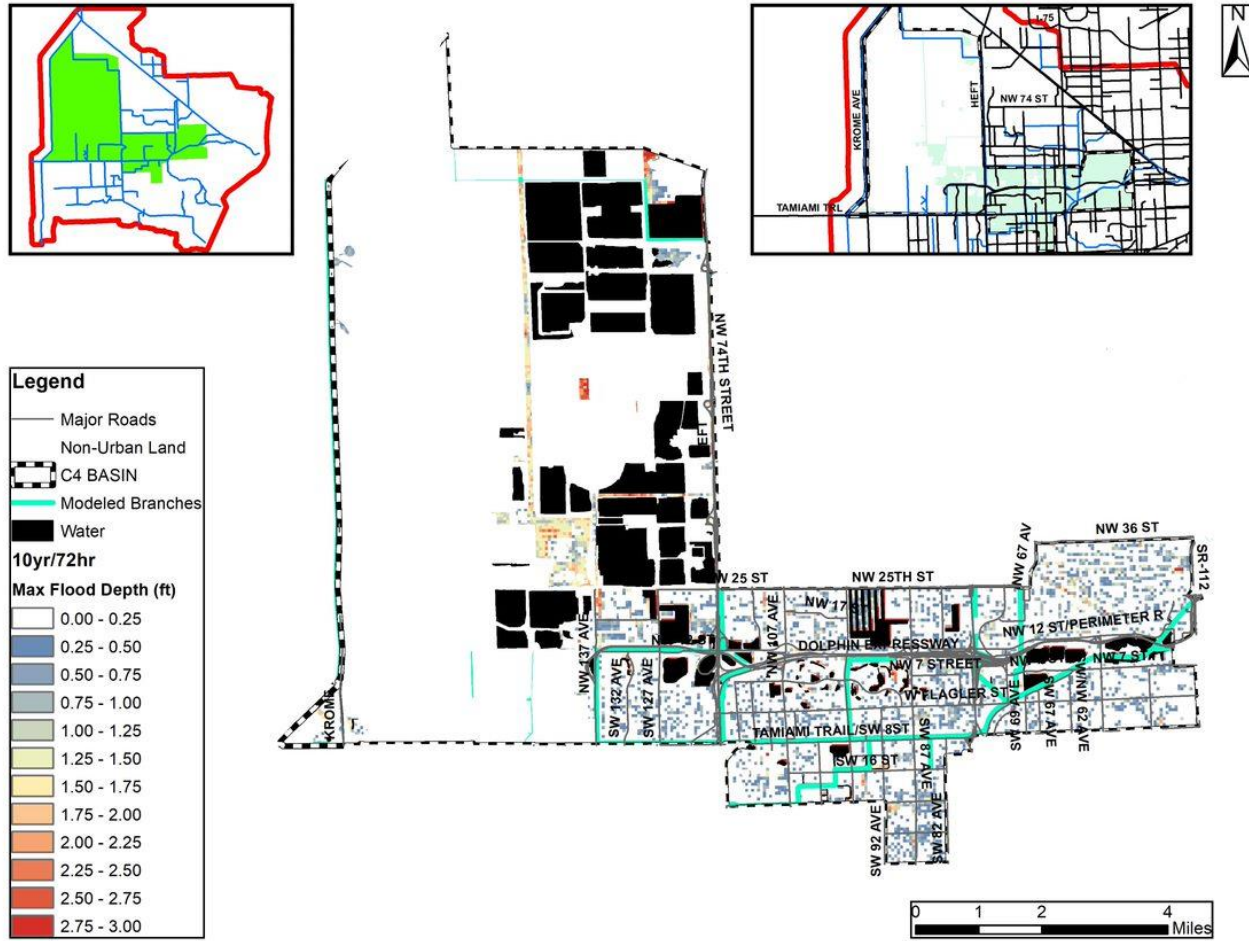 I-75
N
KROME AVE
HEFT
NW 74 ST
TAMIAMI TRL
NW 74TH STREET
Legend
Major Roads
Non-Urban Land
C4 BASIN
Modeled Branches
Water
10yr/72hr
Max Flood Depth (ft)
0.00 - 0.25
0.25 - 0.50
0.50 - 0.75
0.75 - 1.00
1.00 - 1.25
1.25 - 1.50
1.50 - 1.75
1.75 - 2.00
2.00 - 2.25
2.25 - 2.50
2.50 - 2.75
2.75 - 3.00
NW 36 ST
NW 67 AV
SR-112
25 ST
NW 25TH ST
NW 17 ST
NW 12 ST/PERIMETER R
NW 137 AVE
NW 107 AVE
DOLPHIN EXPRESSWAY
NW 7 STREET
NW 7 ST
SW 132 AVE
SW 127 AVE
W FLAGLER ST
KROME
TAMIAMI TRAIL/SW 8ST
SW 69 AVE
SW 67 AVE
W/NW 62 AVE
SW 87 AVE
SW 16 ST
SW 92 AVE
SW 82 AVE
0 1 2 4
Miles